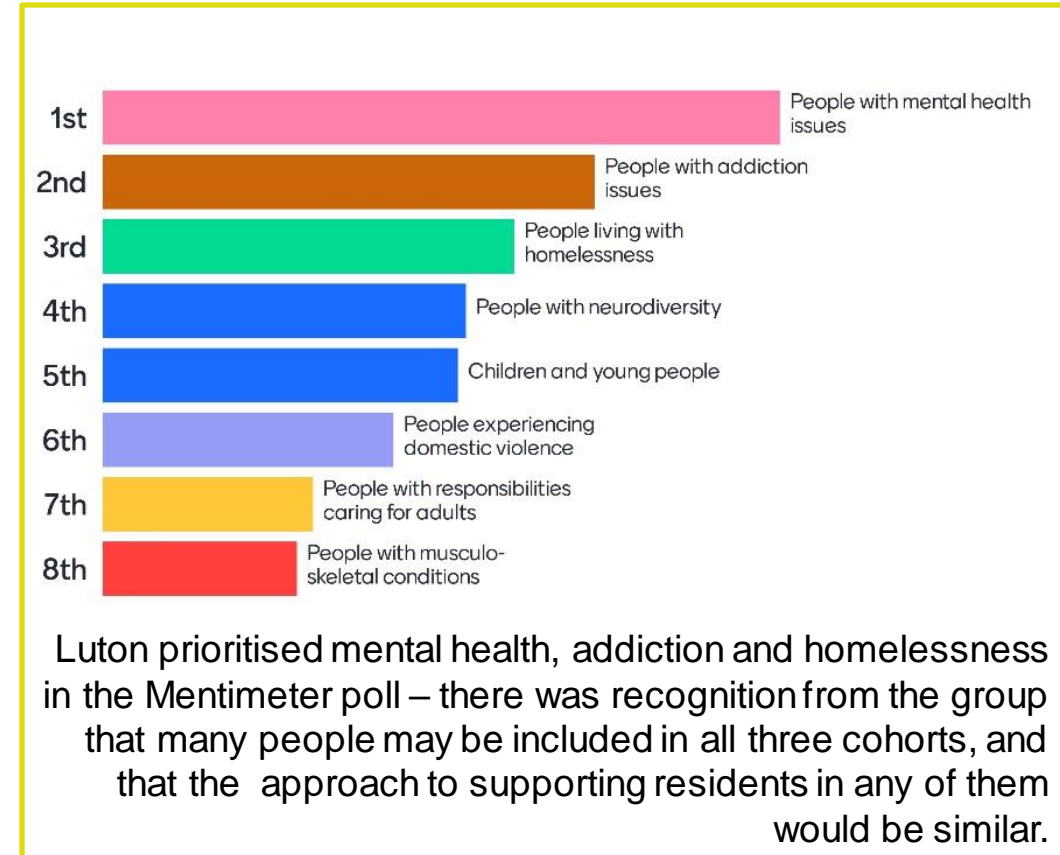 1st
People with mental health
issues
2nd
People with addiction
issues
3rd
People living with
homelessness
4th
People with neurodiversity
5th
Children and young people
6th
People experiencing
domestic violence
7th
People with responsibilities
caring for adults
8th
People with musculo-
skeletal conditions
Luton prioritised mental health, addiction and homelessness
in the Mentimeter poll – there was recognition from the group
that many people may be included in all three cohorts, and
that the approach to supporting residents in any of them
would be similar.